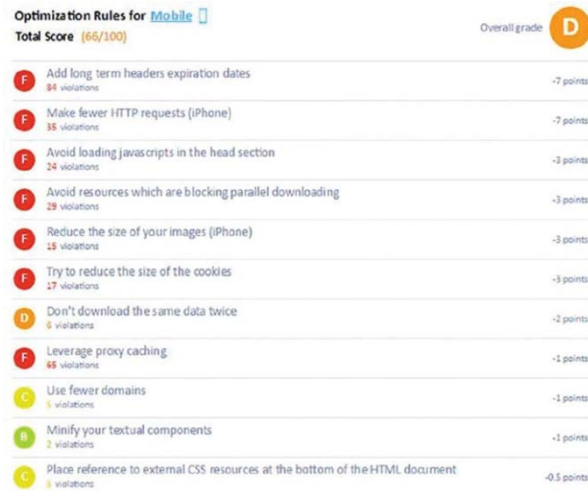 Optimization Rules for Mobile
Overall grade D
Total Score (66/100)
F Add long term headers expiration dates -7 points
84 violations
F Make fewer HTTP requests (iPhone) -7 points
35 violations
F Avoid loading javascripts in the head section -3 points
24 violations
F Avoid resources which are blocking parallel downloading -3 points
29 violations
F Reduce the size of your images (iPhone) -3 points
15 violations
F Try to reduce the size of the cookies -3 points
17 violations
D Don't download the same data twice -2 points
6 violations
F Leverage proxy caching -1 points
65 violations
C Use fewer domains -1 points
5 violations
B Minify your textual components -1 points
2 violations
C Place reference to external CSS resources at the bottom of the HTML document -0.5 points
violations